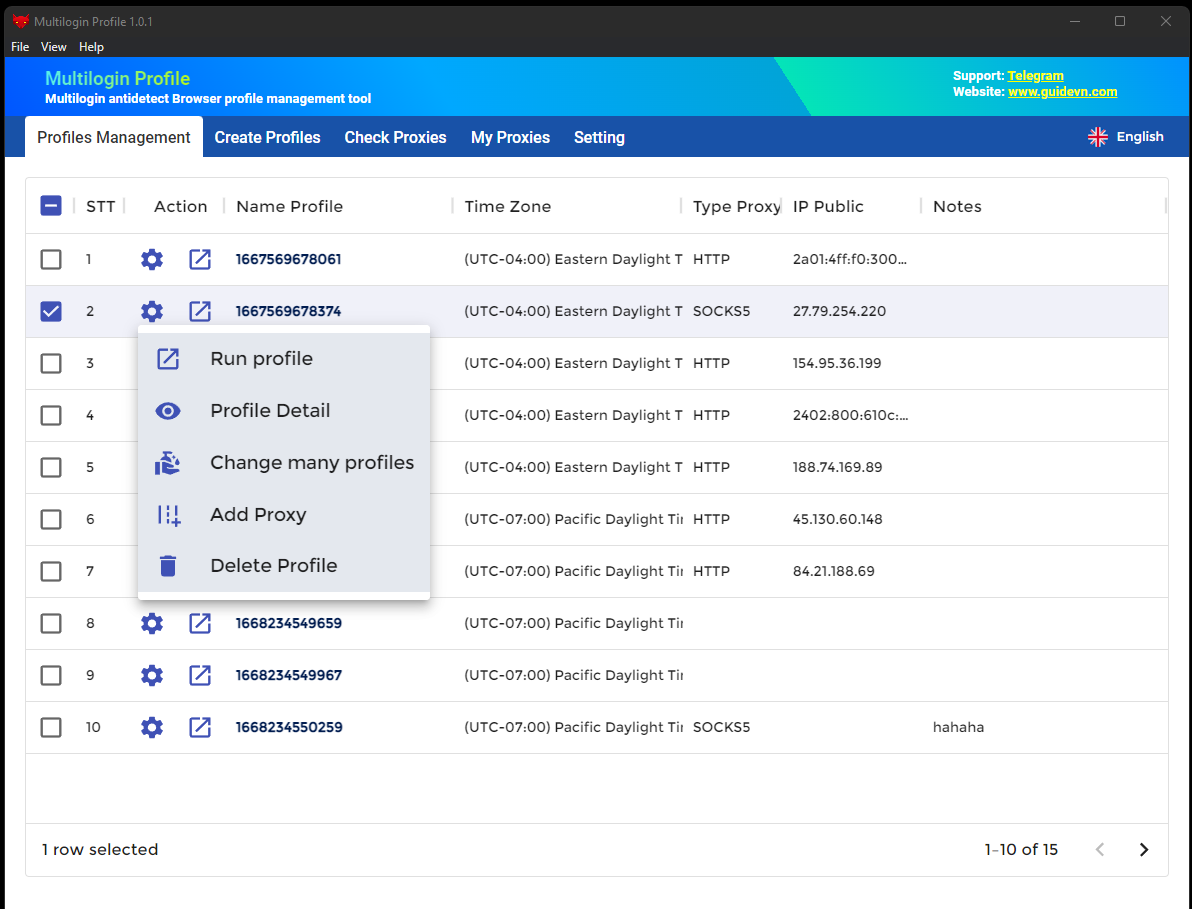 Multilogin Profile 1.0.1
File View Help
Multilogin Profile
Multilogin antidetect Browser profile management tool
Support: Telegram
Website: www.guidevn.com
Profiles Management Create Profiles Check Proxies My Proxies Setting English
STT Action Name Profile Time Zone Type Proxy IP Public Notes
1 1667569678061 (UTC-04:00) Eastern Daylight T HTTP 2a01:4ff:f0:300...
2 1667569678374 (UTC-04:00) Eastern Daylight T SOCKS5 27.79.254.220
3 (UTC-04:00) Eastern Daylight T HTTP 154.95.36.199
4 (UTC-04:00) Eastern Daylight T HTTP 2402:800:610c:...
5 (UTC-04:00) Eastern Daylight T HTTP 188.74.169.89
6 (UTC-07:00) Pacific Daylight Tir HTTP 45.130.60.148
7 (UTC-07:00) Pacific Daylight Tir HTTP 84.21.188.69
Run profile
Profile Detail
Change many profiles
Add Proxy
Delete Profile
8 1668234549659 (UTC-07:00) Pacific Daylight Tir
9 1668234549967 (UTC-07:00) Pacific Daylight Tir
10 1668234550259 (UTC-07:00) Pacific Daylight Tir SOCKS5 hahaha
1 row selected 1–10 of 15